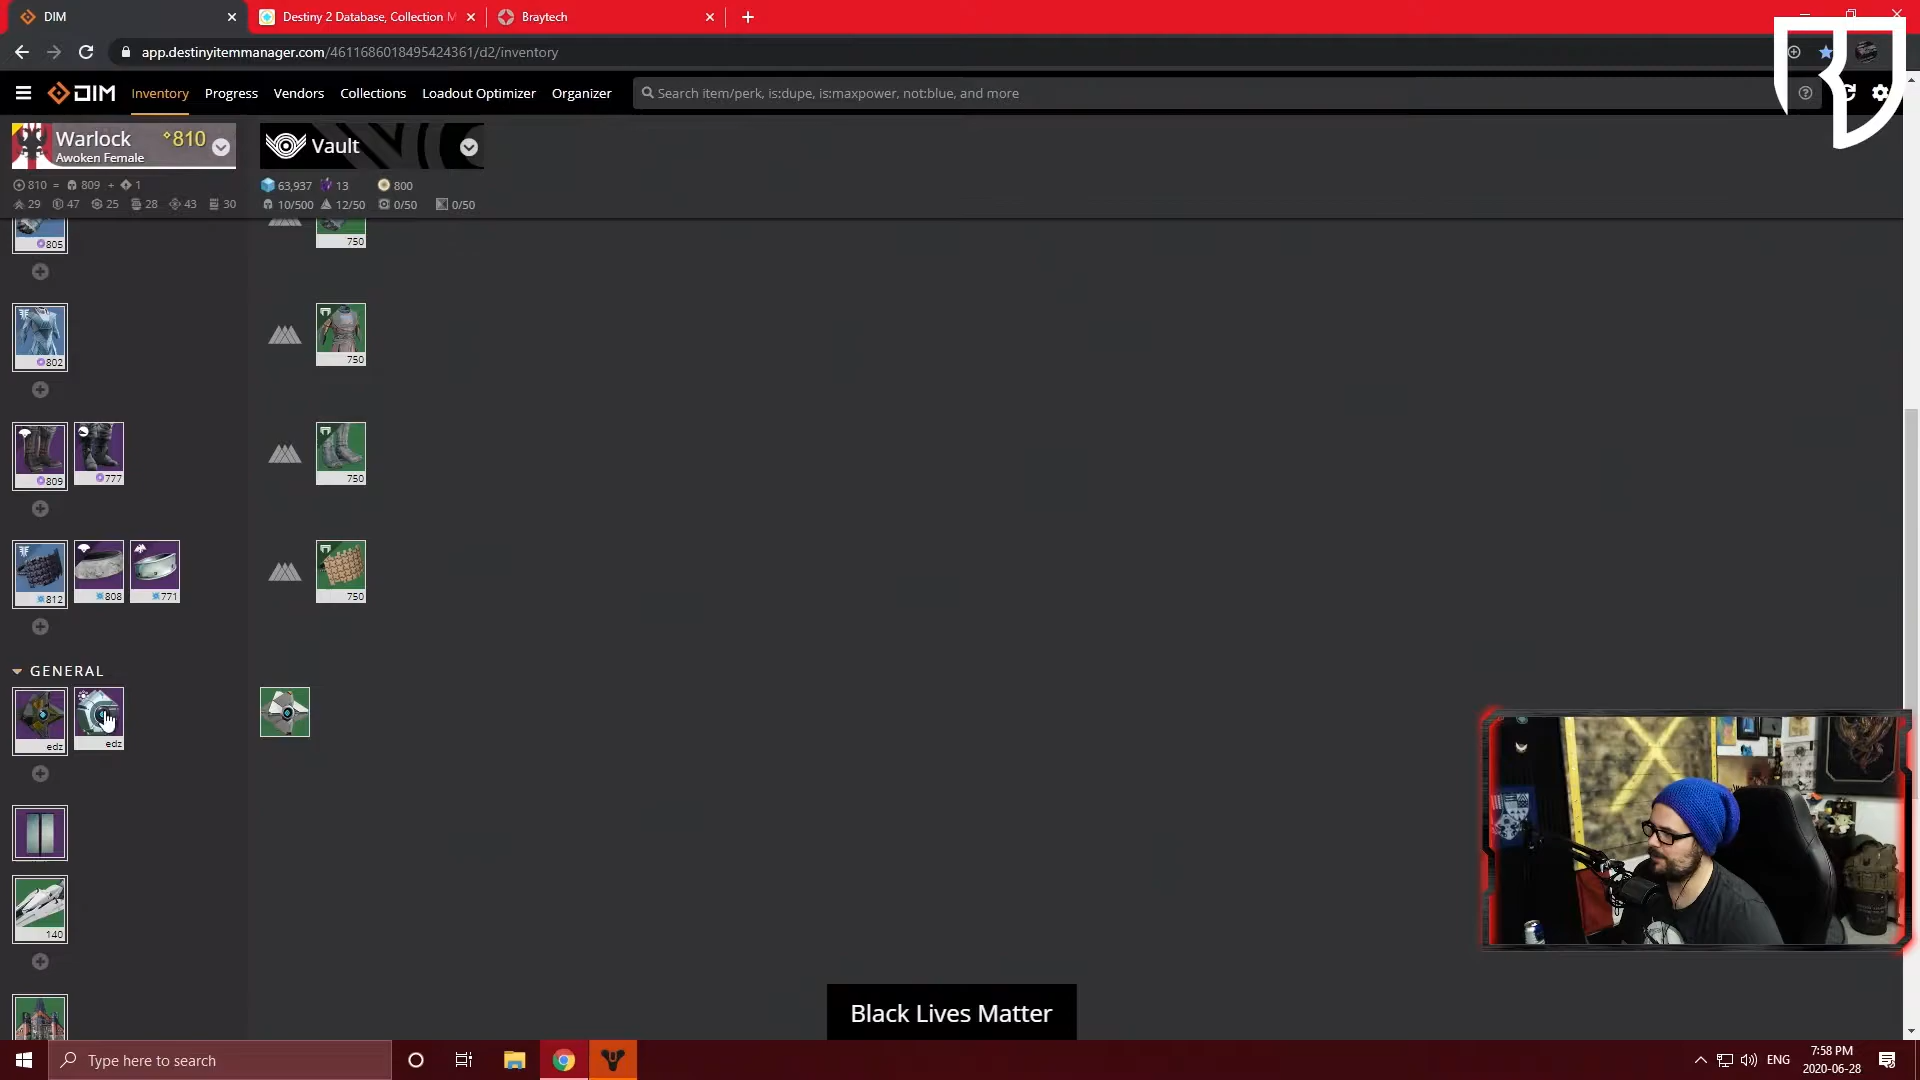 DIM
Destiny 2 Database, Collection M
Braytech
app.destinyitemmanager.com/4611686018495424361/d2/inventory
DIM
Inventory
Progress
Vendors
Collections
Loadout Optimizer
Organizer
Search item/perk, is:dupe, is:maxpower, not:blue, and more
Warlock
810
Awoken Female
Vault
810 = 809 + 1
29 47 25 28 43 30
63,937 13 800
10/500 12/50 0/50 0/50
805
750
802
750
809
777
750
812
808
771
750
GENERAL
edz
edz
140
Black Lives Matter
Type here to search
ENG
7:58 PM
2020-06-28